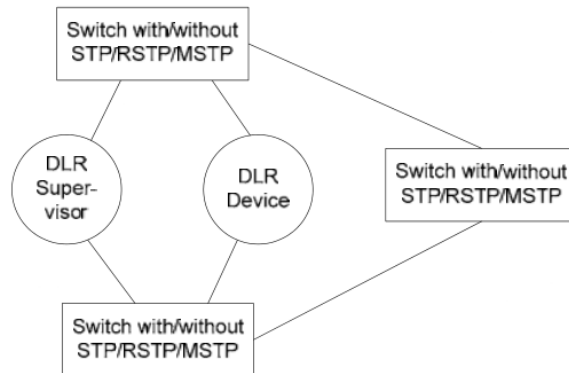 Switch with/without
STP/RSTP/MSTP
DLR
Super-
visor
DLR
Device
Switch with/without
STP/RSTP/MSTP
Switch with/without
STP/RSTP/MSTP